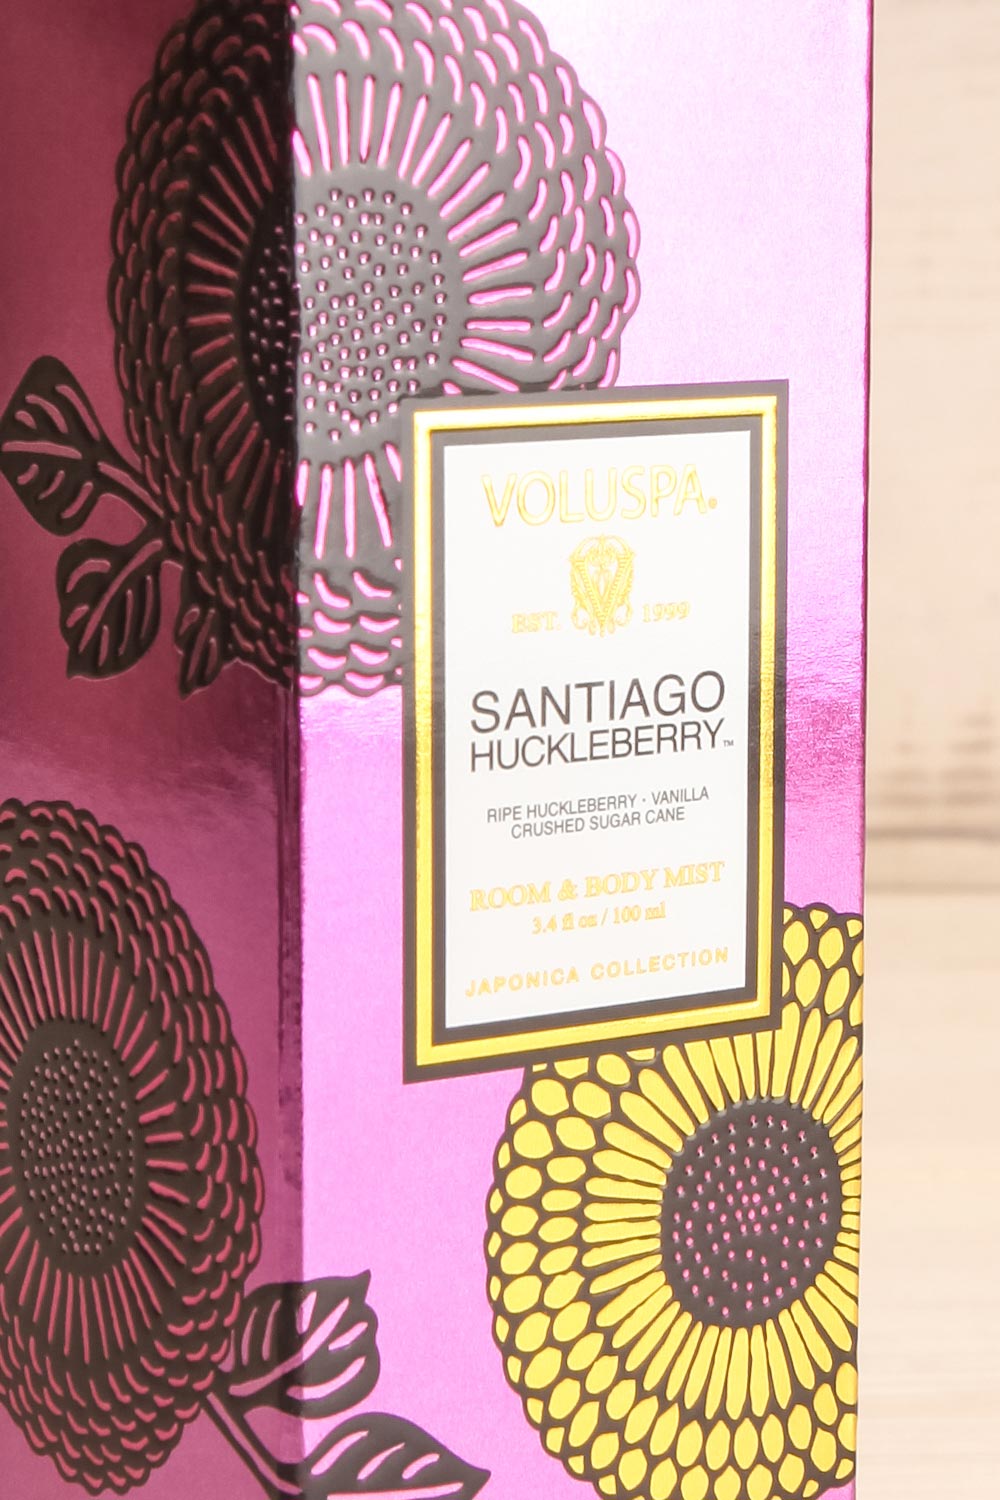 VOLUSPA.
EST. 1999
SANTIAGO
HUCKLEBERRY™
RIPE HUCKLEBERRY · VANILLA
CRUSHED SUGAR CANE
ROOM & BODY MIST
3.4 fl oz / 100 ml
JAPONICA COLLECTION